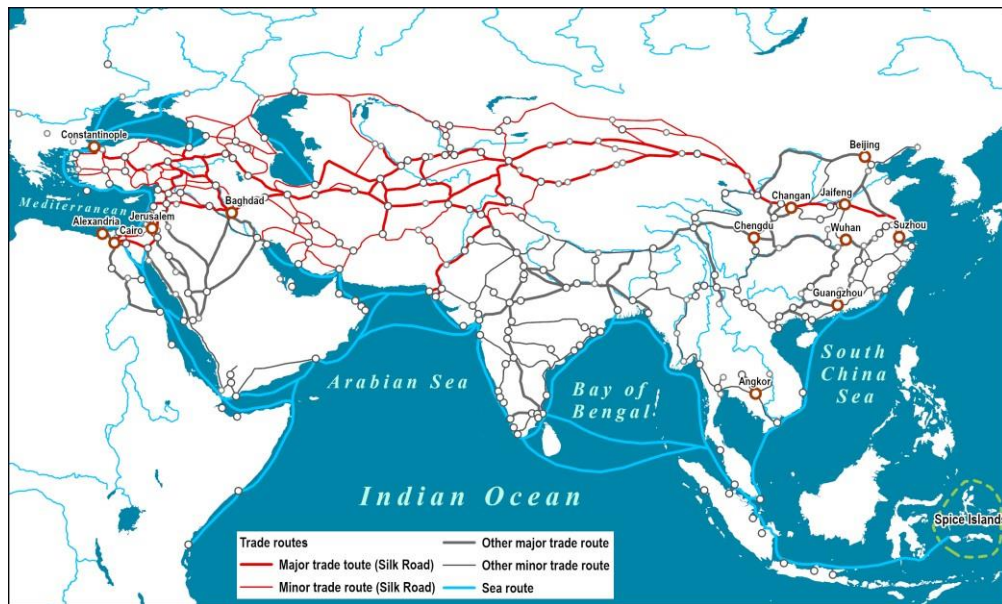 Constantinople
Beijing
Mediterranean
Alexandria
Jerusalem
Cairo
Baghdad
Changan
Jaifeng
Chengdu
Wuhan
Suzhou
Guangzhou
Angkor
Arabian Sea
Bay of
Bengal
South
China
Sea
Indian Ocean
Spice Islands
Trade routes
Major trade toute (Silk Road)
Minor trade route (Silk Road)
Other major trade route
Other minor trade route
Sea route